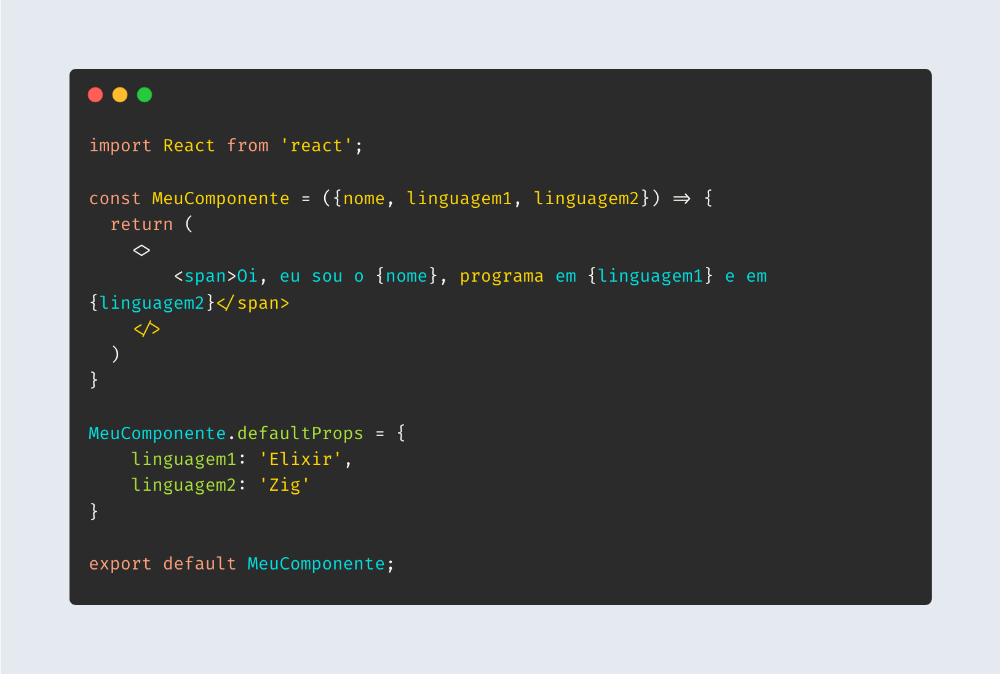 import React from 'react';
const MeuComponente = ({nome, linguagem1, linguagem2}) => {
return (
<>
<span>Oi, eu sou o {nome}, programa em {linguagem1} e em
{linguagem2}</span>
</>
)
}
MeuComponente.defaultProps = {
linguagem1: 'Elixir',
linguagem2: 'Zig'
}
export default MeuComponente;